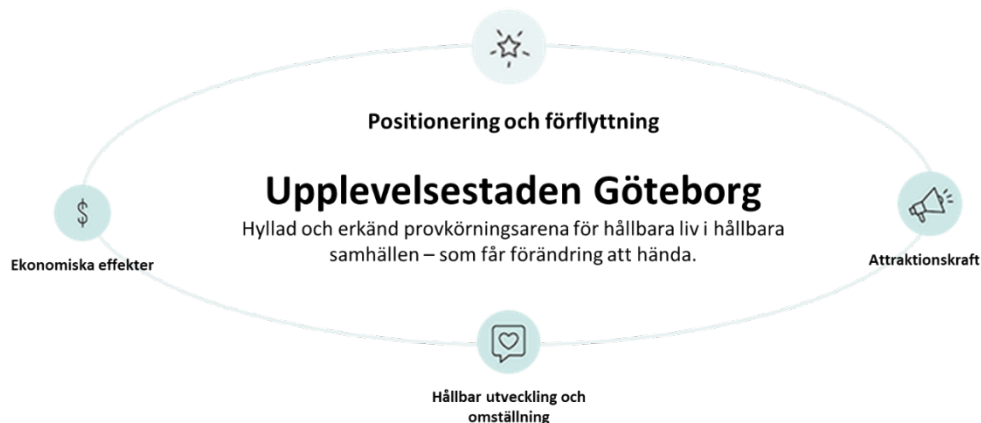 Positionering och förflyttning
Upplevelsestaden Göteborg
Hyllad och erkänd provkörningsarena för hållbara liv i hållbara
samhällen – som får förändring att hända.
$
Ekonomiska effekter
Attraktionskraft
Hållbar utveckling och
omställning